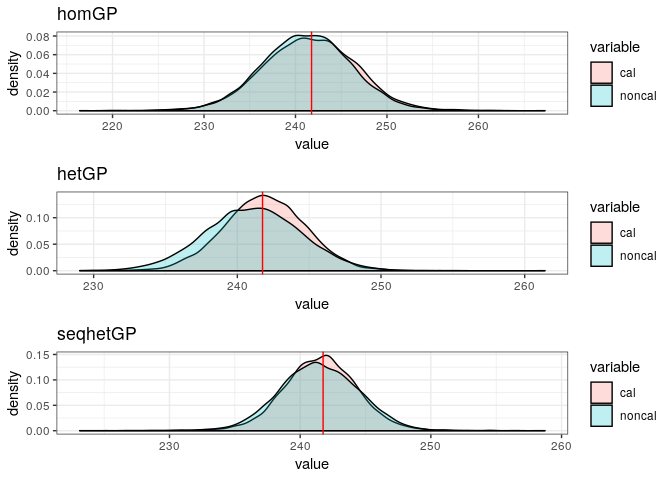 homGP
0.08
0.06
0.04
0.02
0.00
density
220 230 240 250 260
value
variable
cal
noncal
hetGP
0.10
0.05
0.00
density
230 240 250 260
value
variable
cal
noncal
seqhetGP
0.15
0.10
0.05
0.00
density
230 240 250 260
value
variable
cal
noncal